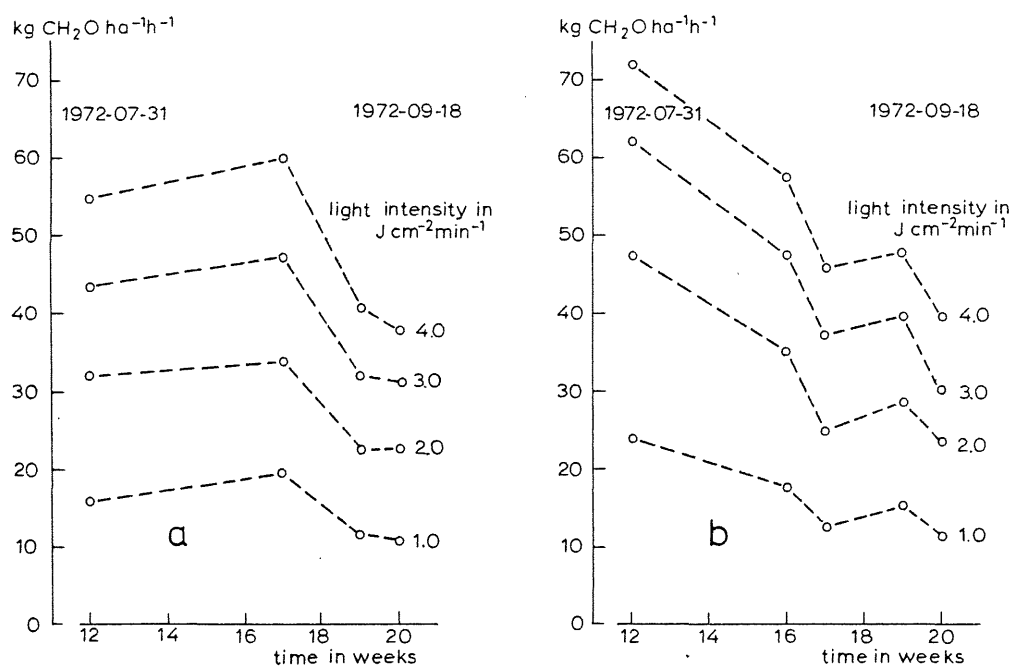 kg CH₂O ha⁻¹h⁻¹
70
60
50
40
30
20
10
0
1972-07-31
1972-09-18
light intensity in
J cm⁻²min⁻¹
4.0
3.0
2.0
1.0
a
12 14 16 18 20
time in weeks
kg CH₂O ha⁻¹h⁻¹
70
60
50
40
30
20
10
0
1972-07-31
1972-09-18
light intensity in
J cm⁻²min⁻¹
4.0
3.0
2.0
1.0
b
12 14 16 18 20
time in weeks